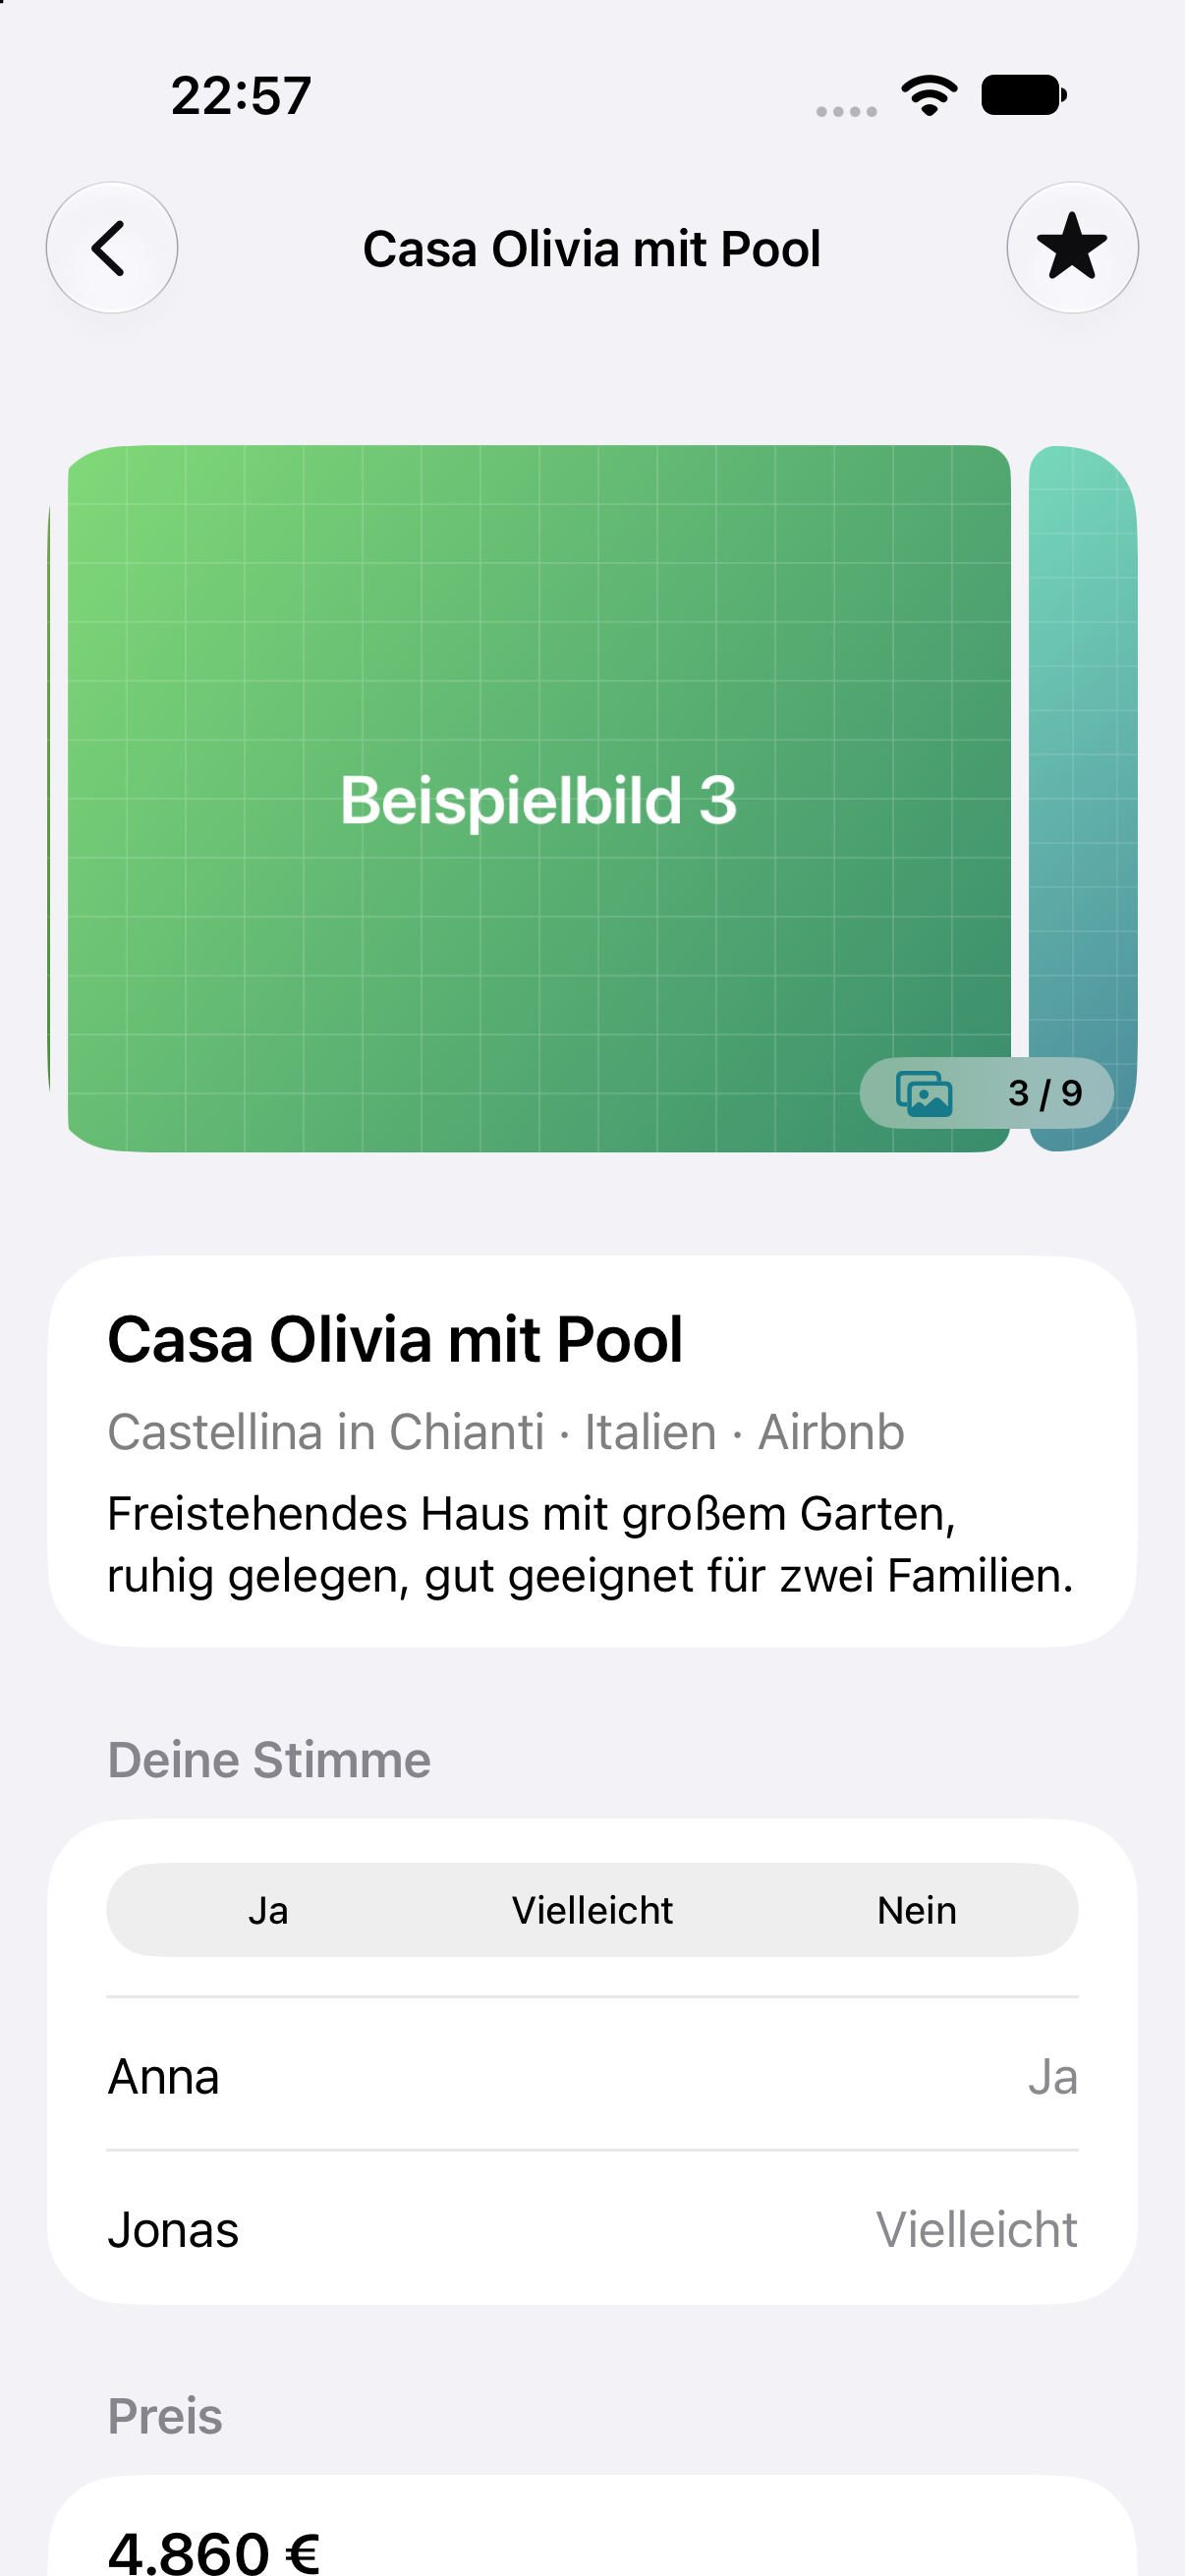 22:57
Casa Olivia mit Pool
Beispielbild 3
3 / 9
Casa Olivia mit Pool
Castellina in Chianti · Italien · Airbnb
Freistehendes Haus mit großem Garten,
ruhig gelegen, gut geeignet für zwei Familien.
Deine Stimme
Ja Vielleicht Nein
Anna Ja
Jonas Vielleicht
Preis
4.860 €